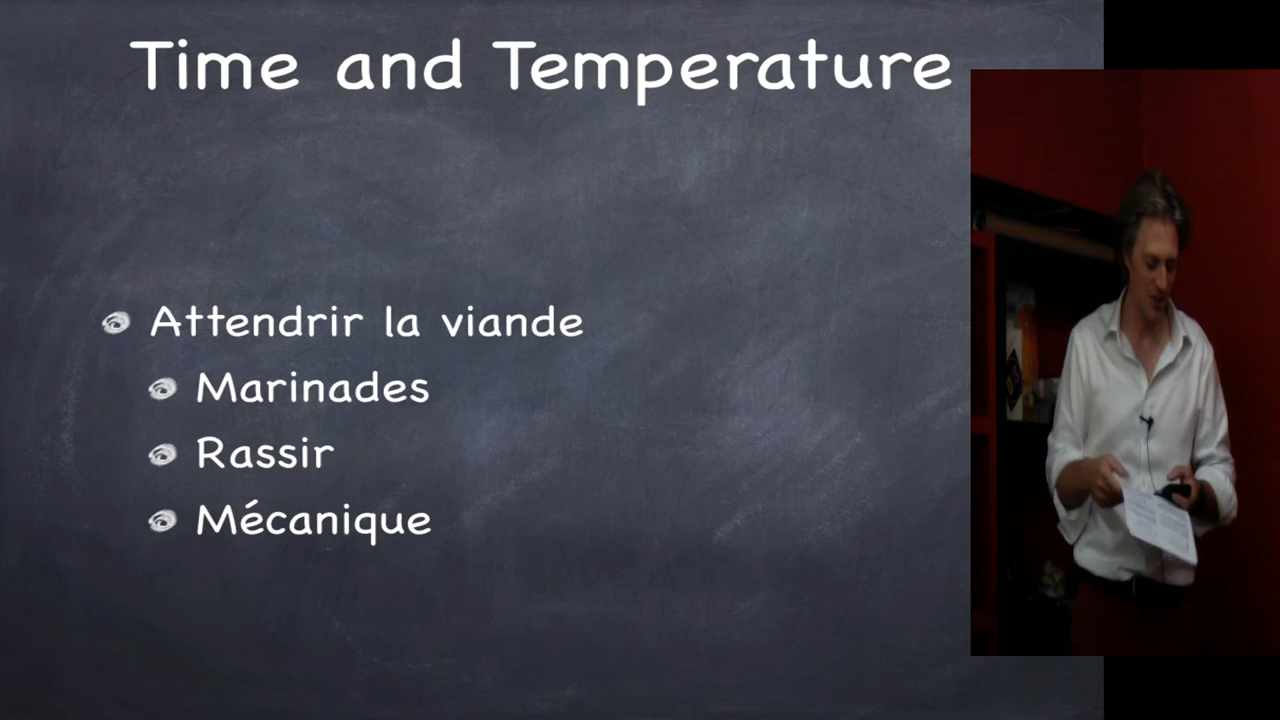 Time and Temperature
Attendrir la viande
Marinades
Rassir
Mécanique